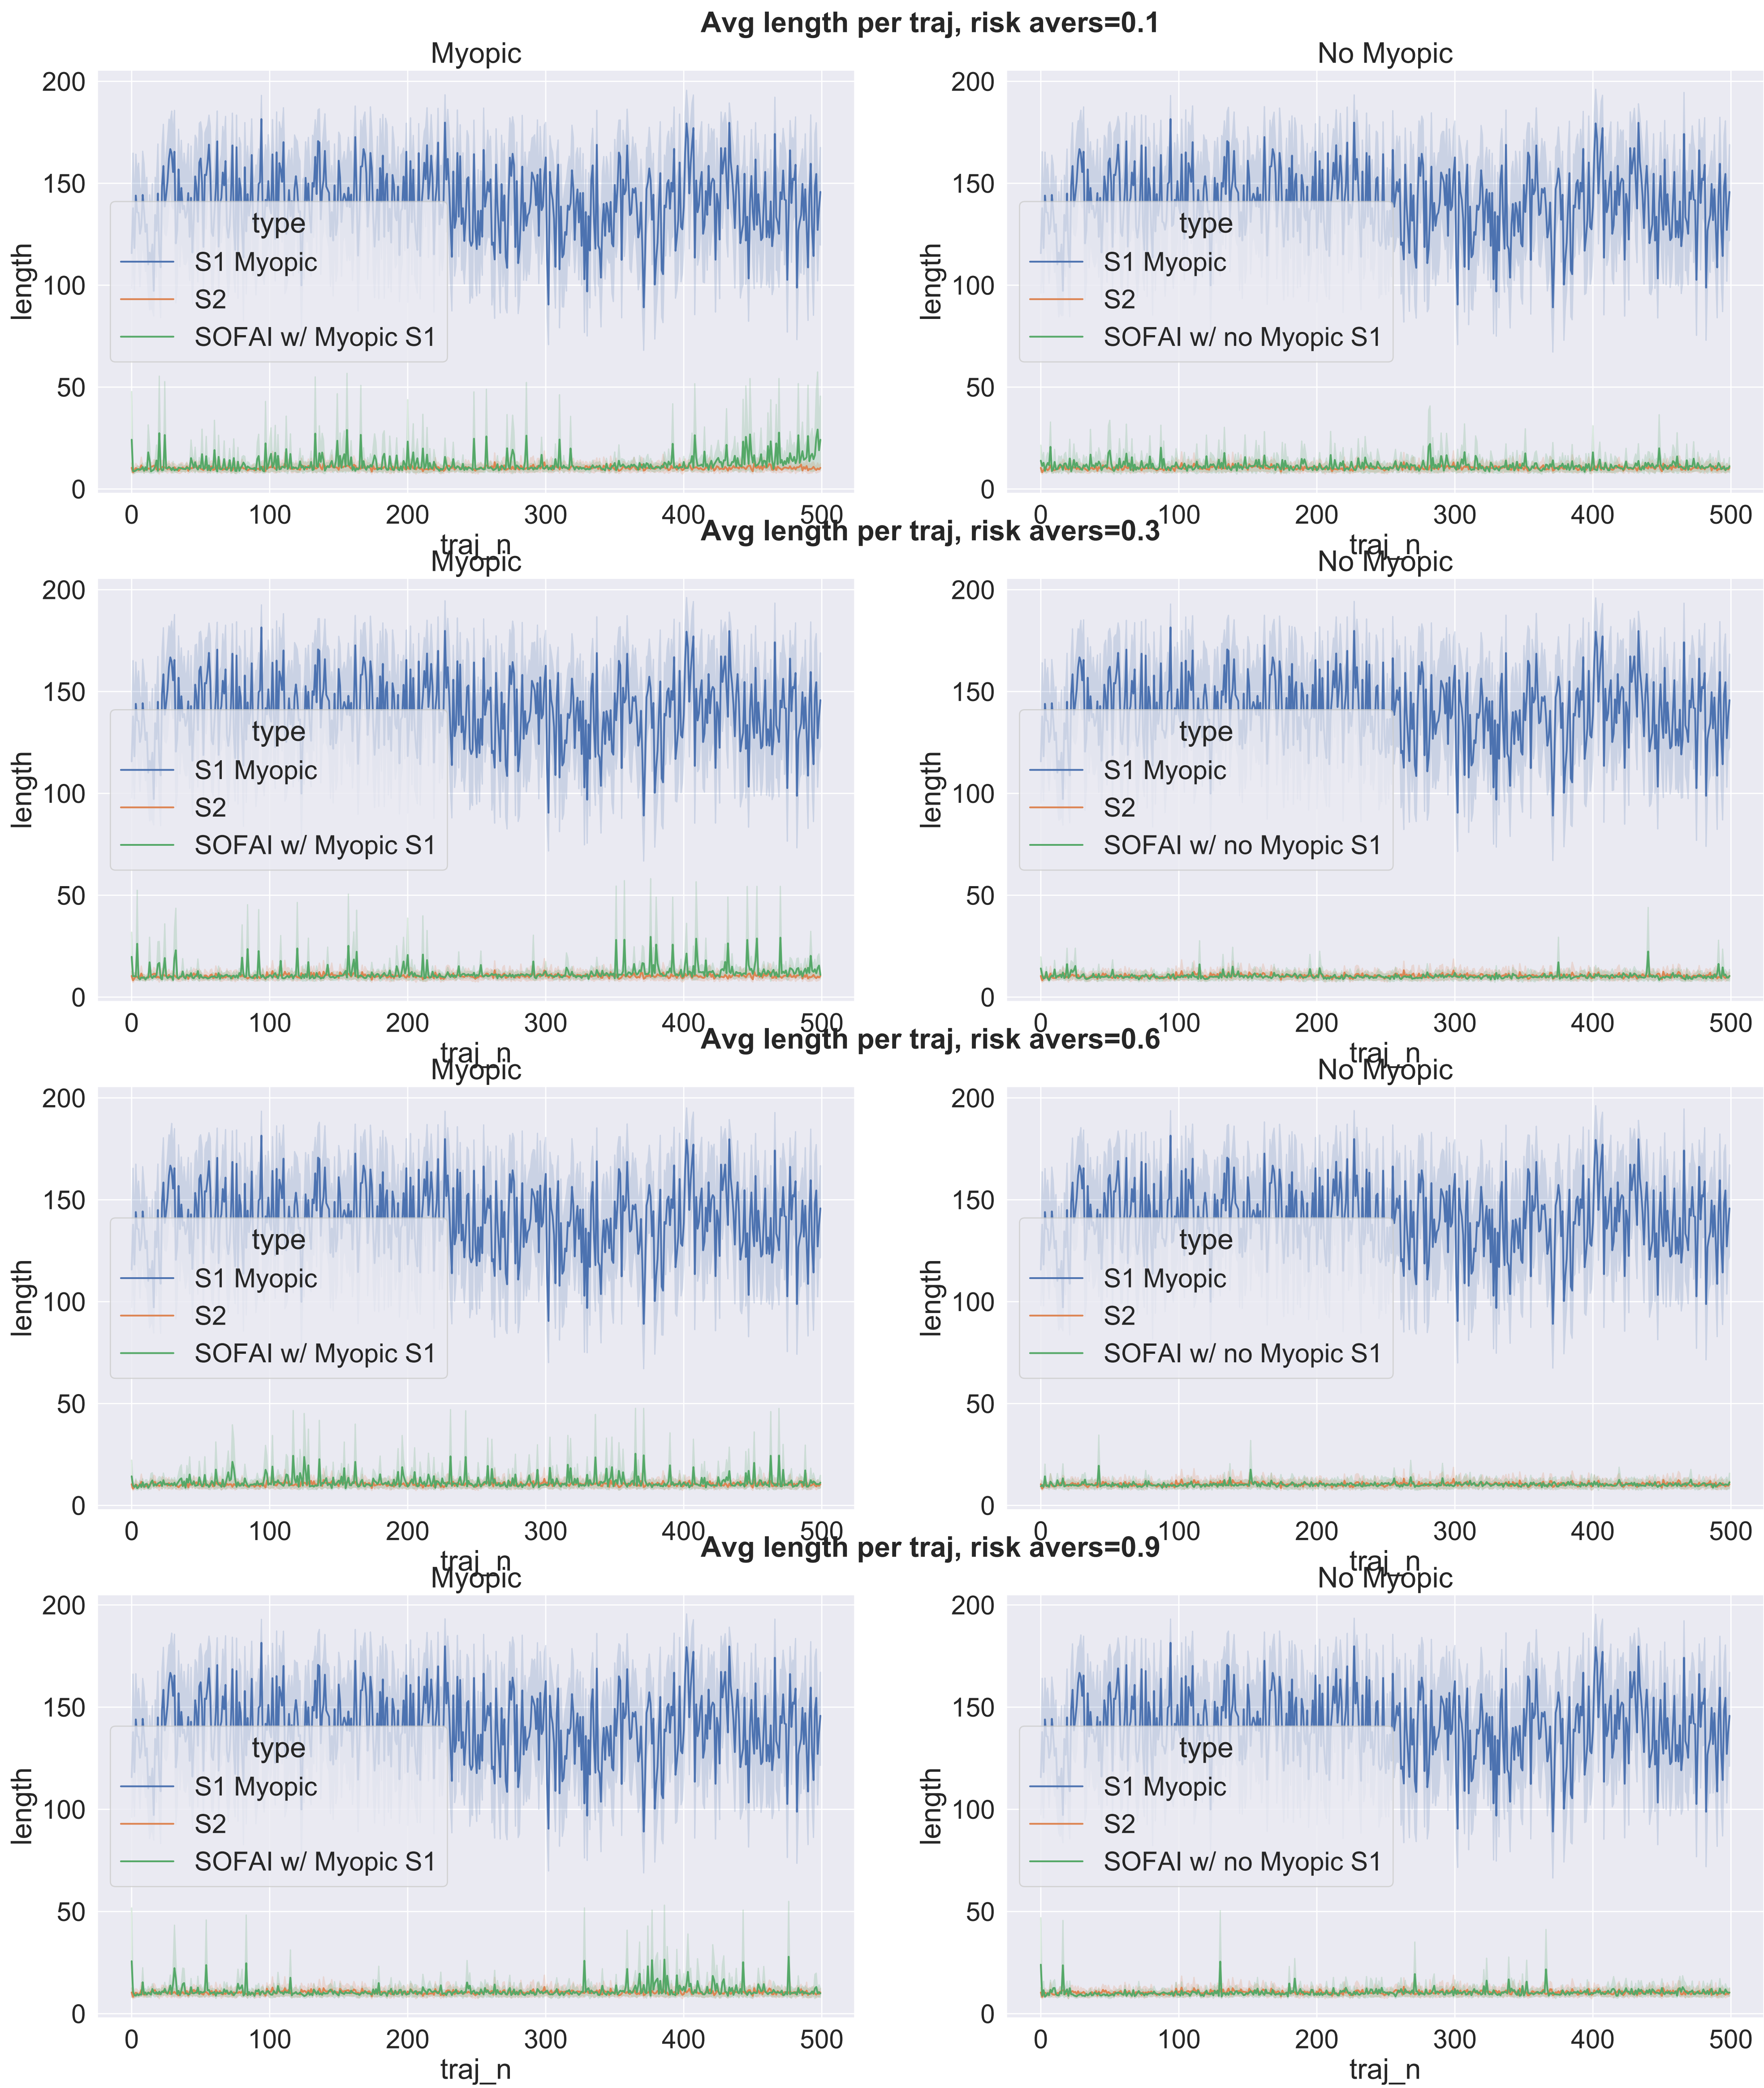 Avg length per traj, risk avers=0.1
Myopic
No Myopic
200
150
100
50
0
length
type
S1 Myopic
S2
SOFAI w/ Myopic S1
0 100 200 300 400 500
traj_n
200
150
100
50
0
length
type
S1 Myopic
S2
SOFAI w/ no Myopic S1
0 100 200 300 400 500
traj_n
Avg length per traj, risk avers=0.3
Myopic
No Myopic
200
150
100
50
0
length
type
S1 Myopic
S2
SOFAI w/ Myopic S1
0 100 200 300 400 500
traj_n
200
150
100
50
0
length
type
S1 Myopic
S2
SOFAI w/ no Myopic S1
0 100 200 300 400 500
traj_n
Avg length per traj, risk avers=0.6
Myopic
No Myopic
200
150
100
50
0
length
type
S1 Myopic
S2
SOFAI w/ Myopic S1
0 100 200 300 400 500
traj_n
200
150
100
50
0
length
type
S1 Myopic
S2
SOFAI w/ no Myopic S1
0 100 200 300 400 500
traj_n
Avg length per traj, risk avers=0.9
Myopic
No Myopic
200
150
100
50
0
length
type
S1 Myopic
S2
SOFAI w/ Myopic S1
0 100 200 300 400 500
traj_n
200
150
100
50
0
length
type
S1 Myopic
S2
SOFAI w/ no Myopic S1
0 100 200 300 400 500
traj_n